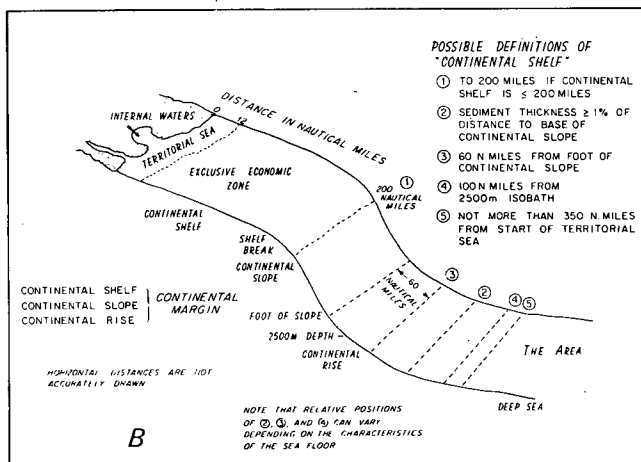 POSSIBLE DEFINITIONS OF
"CONTINENTAL SHELF"
① TO 200 MILES IF CONTINENTAL
SHELF IS ≤ 200 MILES
② SEDIMENT THICKNESS ≥ 1% OF
DISTANCE TO BASE OF
CONTINENTAL SLOPE
③ 60 N MILES FROM FOOT OF
CONTINENTAL SLOPE
④ 100 N MILES FROM
2500m ISOBATH
⑤ NOT MORE THAN 350 N. MILES
FROM START OF TERRITORIAL
SEA
INTERNAL WATERS
0
12
DISTANCE IN NAUTICAL MILES
TERRITORIAL SEA
EXCLUSIVE ECONOMIC
ZONE
200
NAUTICAL
MILES
①
CONTINENTAL
SHELF
SHELF BREAK
CONTINENTAL
SLOPE
60
NAUTICAL
MILES
③
②
④
⑤
CONTINENTAL SHELF
CONTINENTAL SLOPE
CONTINENTAL RISE
CONTINENTAL
MARGIN
FOOT OF SLOPE
2500m DEPTH
CONTINENTAL
RISE
THE AREA
DEEP SEA
HORIZONTAL DISTANCES ARE NOT
ACCURATELY DRAWN
B
NOTE THAT RELATIVE POSITIONS
OF ②, ③, AND ④ CAN VARY
DEPENDING ON THE CHARACTERISTICS
OF THE SEA FLOOR